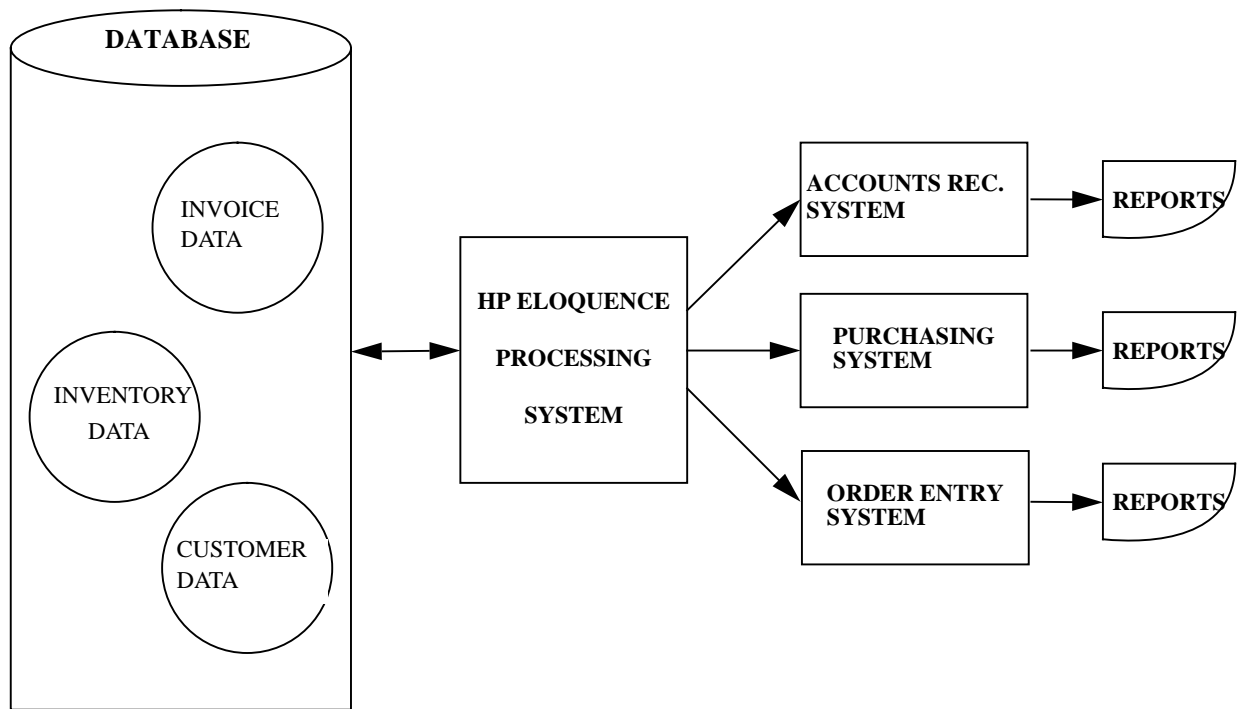 DATABASE
INVOICE
DATA
INVENTORY
DATA
CUSTOMER
DATA
HP ELOQUENCE
PROCESSING
SYSTEM
ACCOUNTS REC.
SYSTEM
REPORTS
PURCHASING
SYSTEM
REPORTS
ORDER ENTRY
SYSTEM
REPORTS